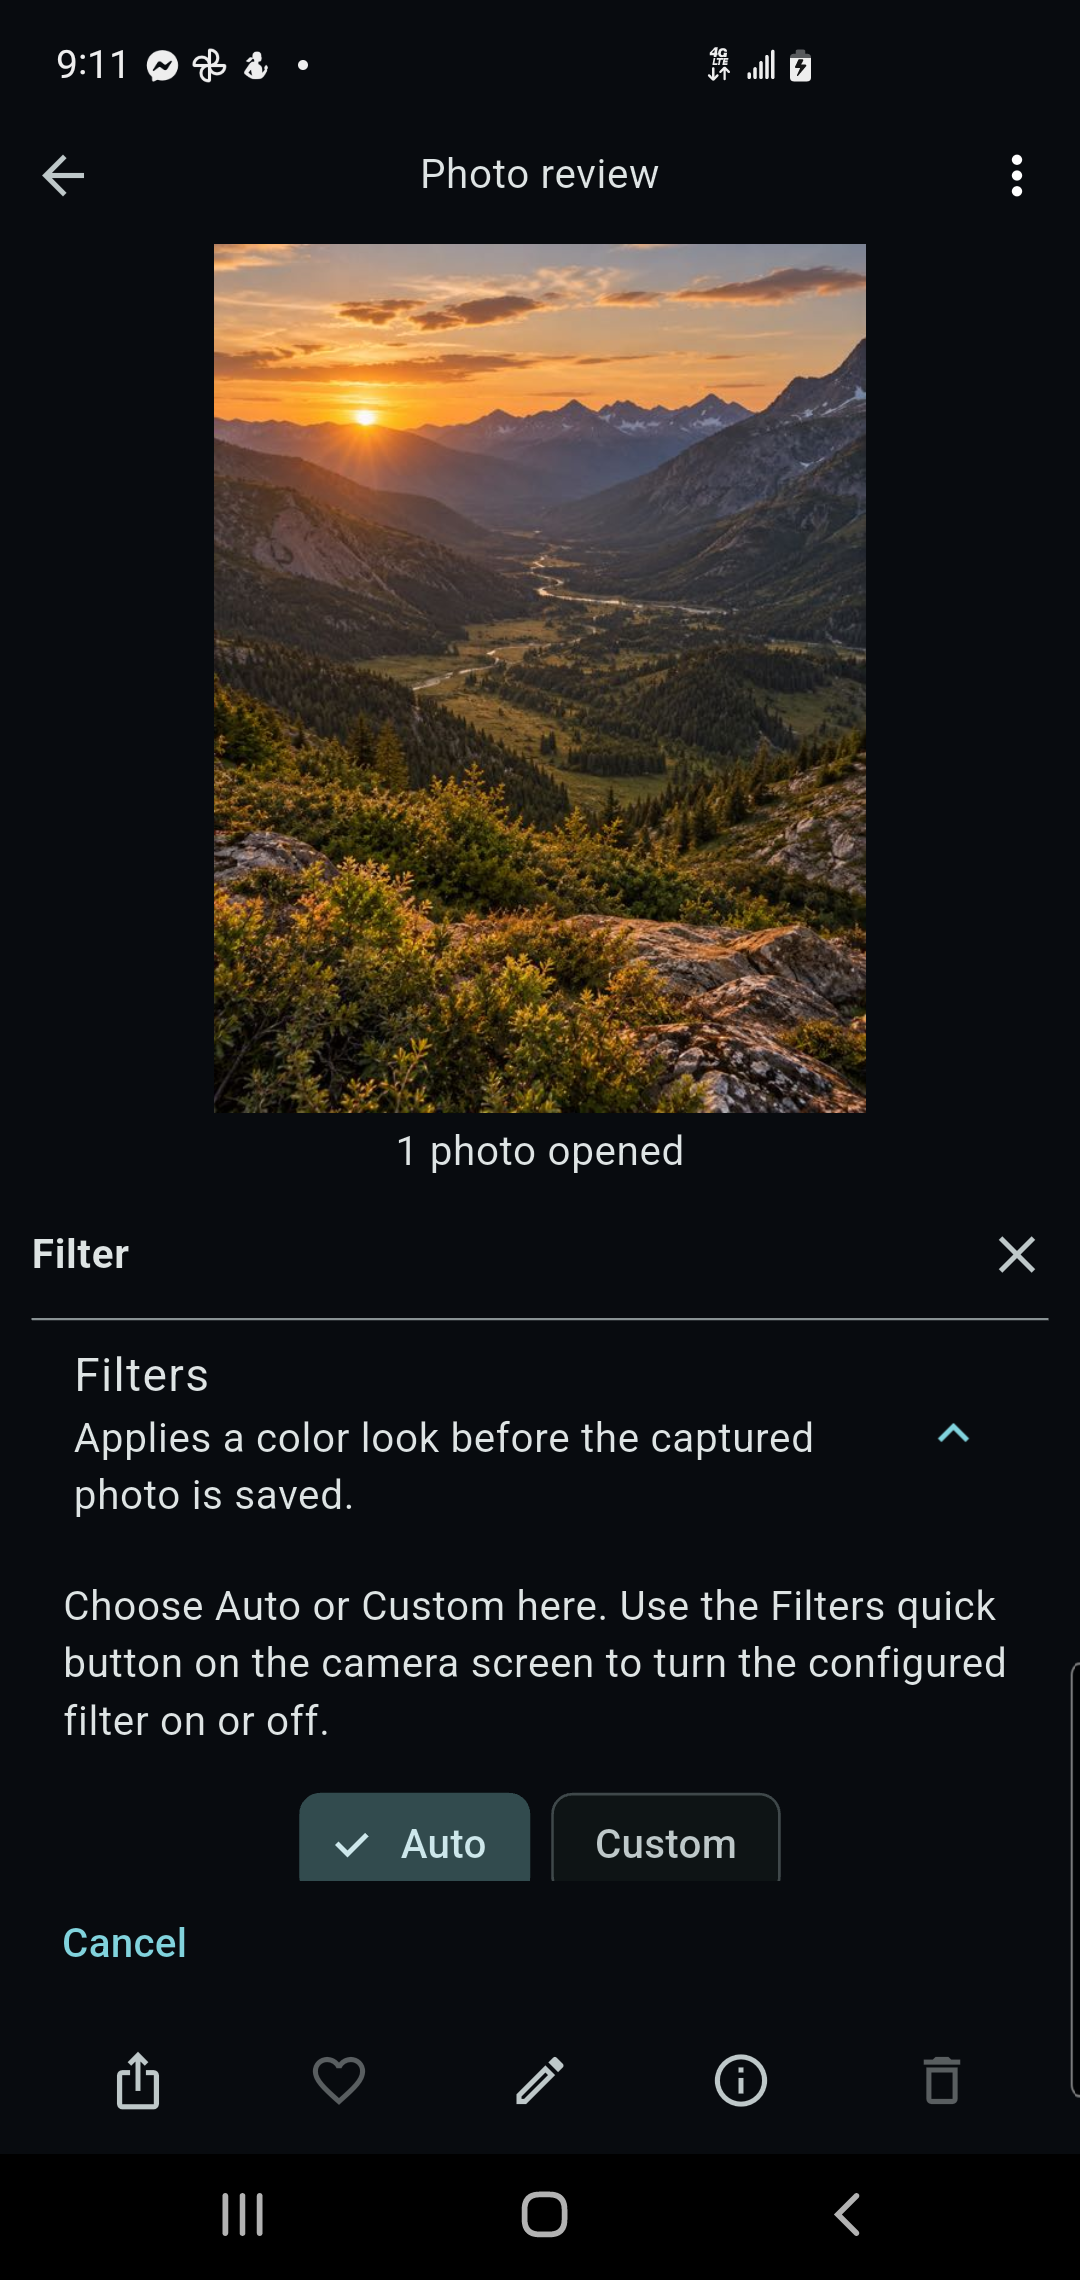 9:11
4G
LTE
Photo review
1 photo opened
Filter
Filters
Applies a color look before the captured
photo is saved.
Choose Auto or Custom here. Use the Filters quick
button on the camera screen to turn the configured
filter on or off.
Auto
Custom
Cancel